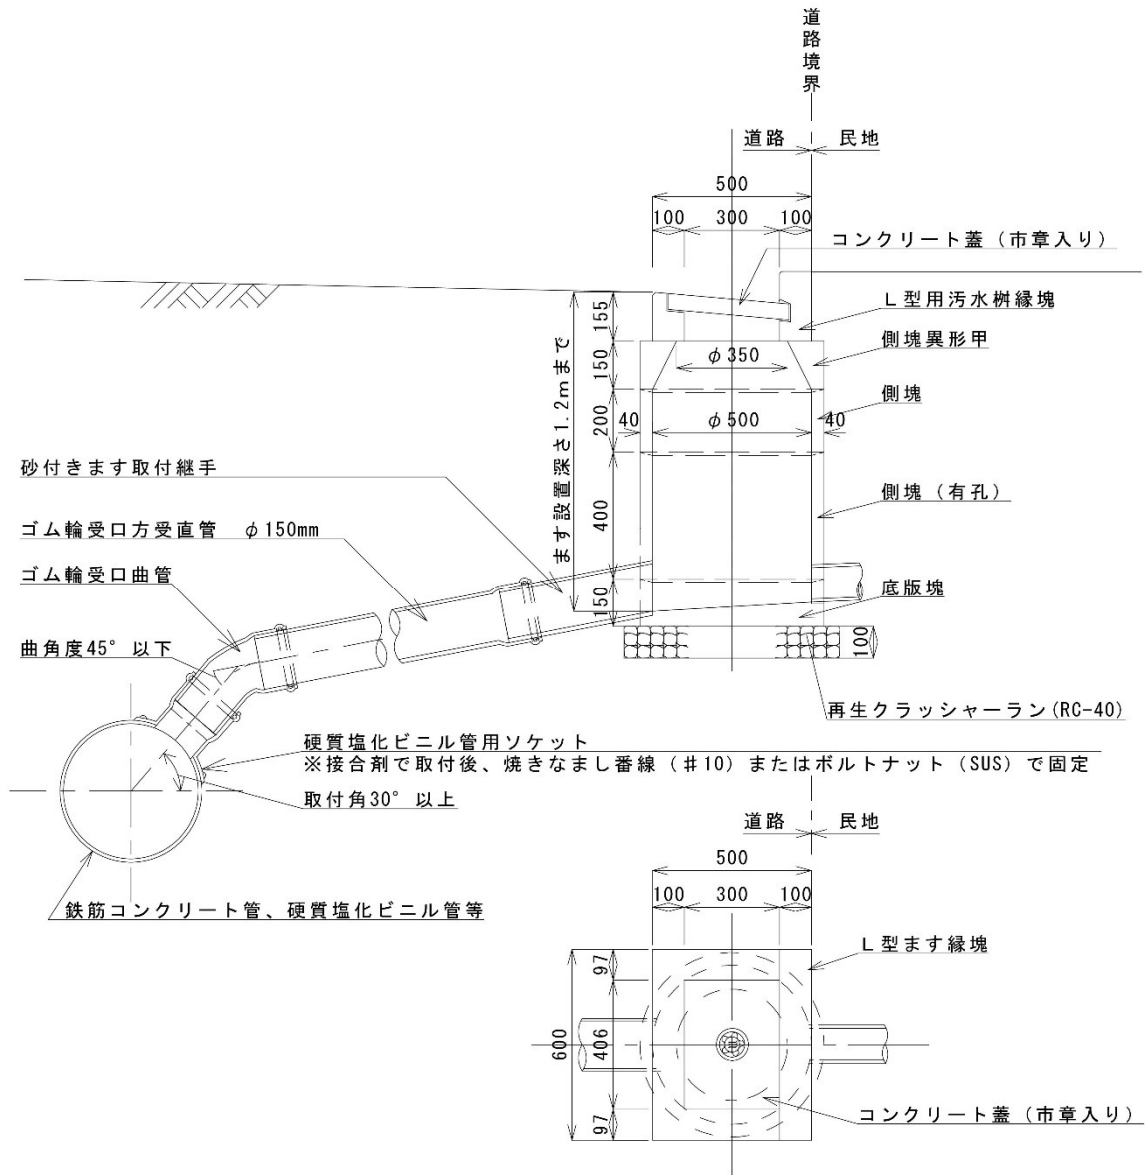 道路境界
道路
民地
500
100
300
100
コンクリート蓋（市章入り）
Ｌ型用汚水桝縁塊
155
側塊異形甲
150
φ350
側塊
200
40
φ500
40
ます設置深さ1.2mまで
砂付きます取付継手
側塊（有孔）
400
ゴム輪受口方受直管　φ150mm
ゴム輪受口曲管
底版塊
150
100
曲角度45°以下
再生クラッシャーラン(RC-40)
硬質塩化ビニル管用ソケット
※接合剤で取付後、焼きなまし番線（＃10）またはボルトナット（SUS）で固定
取付角30°以上
鉄筋コンクリート管、硬質塩化ビニル管等
道路
民地
500
100
300
100
Ｌ型ます縁塊
97
600
406
97
コンクリート蓋（市章入り）